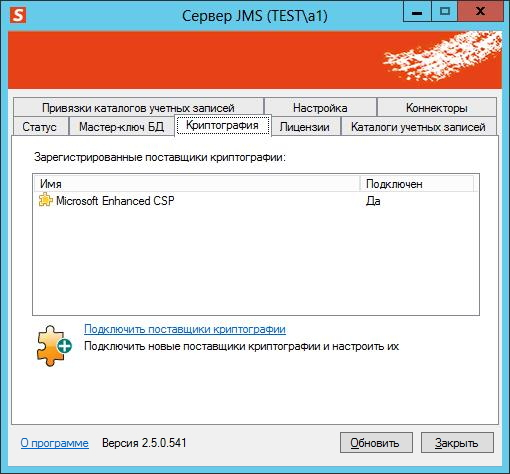 S
Сервер JMS (TEST\a1)
Привязки каталогов учетных записей Настройка Коннекторы
Статус Мастер-ключ БД Криптография Лицензии Каталоги учетных записей
Зарегистрированные поставщики криптографии:
Имя Подключен
Microsoft Enhanced CSP Да
Подключить поставщики криптографии
Подключить новые поставщики криптографии и настроить их
О программе Версия 2.5.0.541 Обновить Закрыть